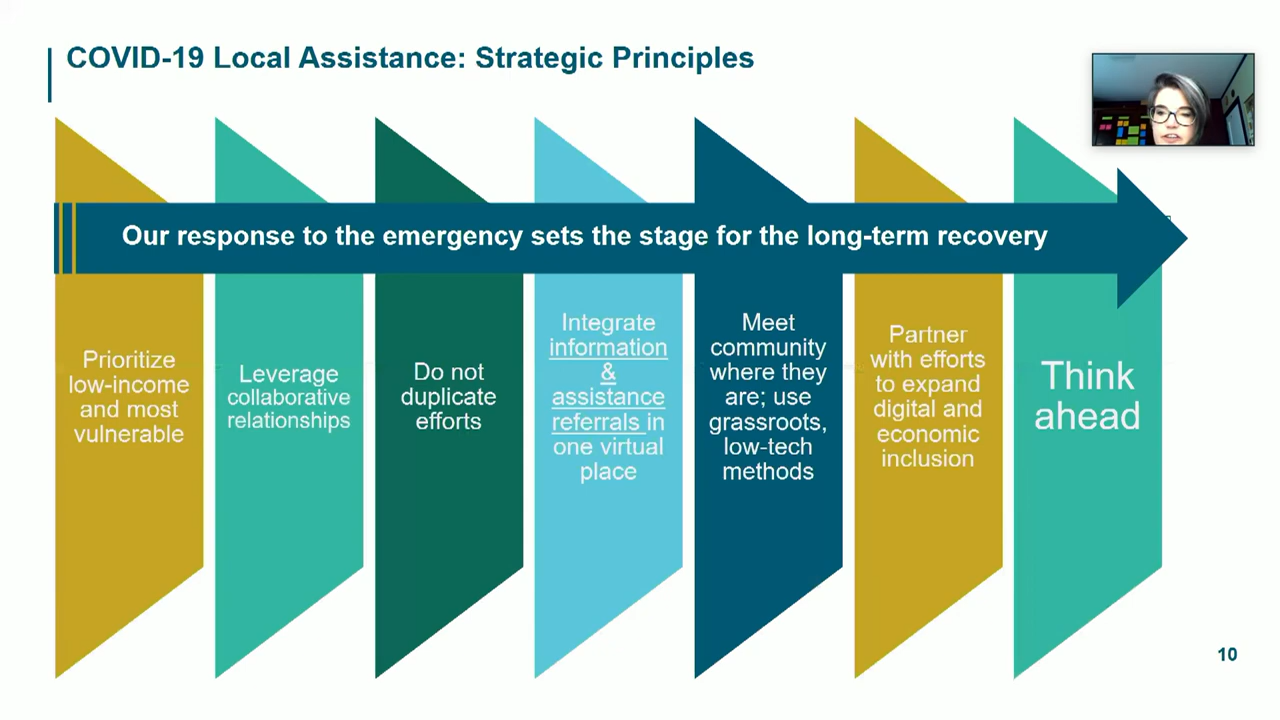 COVID-19 Local Assistance: Strategic Principles
Our response to the emergency sets the stage for the long-term recovery
Prioritize
low-income
and most
vulnerable
Leverage
collaborative
relationships
Do not
duplicate
efforts
Integrate
information
&
assistance
referrals in
one virtual
place
Meet
community
where they
are; use
grassroots,
low-tech
methods
Partner
with efforts
to expand
digital and
economic
inclusion
Think
ahead
10